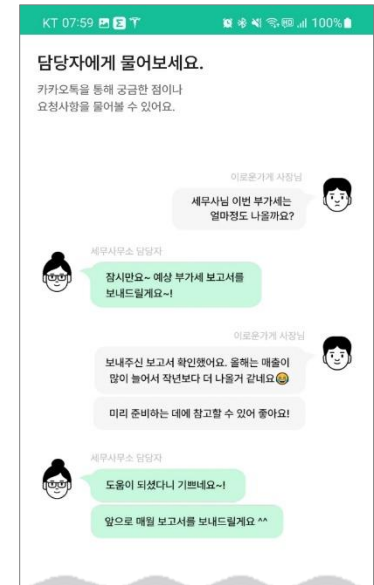 KT 07:59
100%
담당자에게 물어보세요.
카카오톡을 통해 궁금한 점이나
요청사항을 물어볼 수 있어요.
이로운가게 사장님
세무사님 이번 부가세는
얼마정도 나올까요?
세무사무소 담당자
잠시만요~ 예상 부가세 보고서를
보내드릴게요~!
이로운가게 사장님
보내주신 보고서 확인했어요. 올해는 매출이
많이 늘어서 작년보다 더 나올거 같네요😂
미리 준비하는 데에 참고할 수 있어 좋아요!
세무사무소 담당자
도움이 되셨다니 기쁘네요~!
앞으로 매월 보고서를 보내드릴게요 ^^